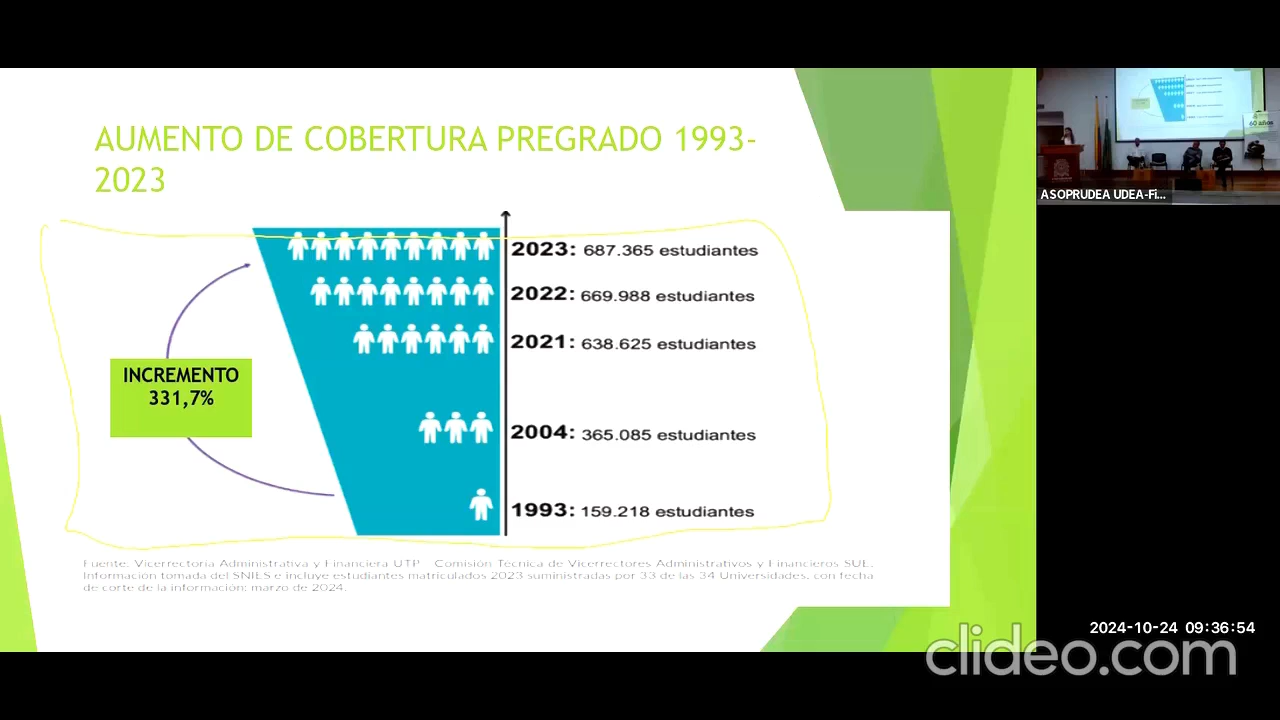 AUMENTO DE COBERTURA PREGRADO 1993-
2023
2023: 687.365 estudiantes
2022: 669.988 estudiantes
2021: 638.625 estudiantes
INCREMENTO
331,7%
2004: 365.085 estudiantes
1993: 159.218 estudiantes
Fuente: Vicerrectoría Administrativa y Financiera UTP - Comisión Técnica de Vicerrectores Administrativos y Financieros SUE.
Información tomada del SNIES e incluye estudiantes matriculados 2023 suministradas por 33 de las 34 Universidades, con fecha
de corte de la información: marzo de 2024.
60 años
ASOPRUDEA UDEA-Fi...
2024-10-24 09:36:54
clideo.com